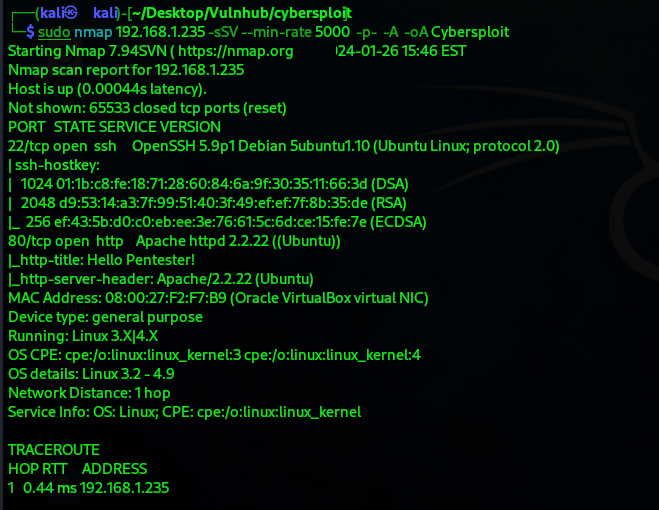 ┌──(kali㉿kali)-[~/Desktop/Vulnhub/cybersploit]
└─$ sudo nmap 192.168.1.235 -sSV --min-rate 5000 -p- -A -oA Cybersploit
Starting Nmap 7.94SVN ( https://nmap.org 24-01-26 15:46 EST
Nmap scan report for 192.168.1.235
Host is up (0.00044s latency).
Not shown: 65533 closed tcp ports (reset)
PORT STATE SERVICE VERSION
22/tcp open ssh OpenSSH 5.9p1 Debian 5ubuntu1.10 (Ubuntu Linux; protocol 2.0)
| ssh-hostkey:
| 1024 01:1b:c8:fe:18:71:28:60:84:6a:9f:30:35:11:66:3d (DSA)
| 2048 d9:53:14:a3:7f:99:51:40:3f:49:ef:ef:7f:8b:35:de (RSA)
|_ 256 ef:43:5b:d0:c0:eb:ee:3e:76:61:5c:6d:ce:15:fe:7e (ECDSA)
80/tcp open http Apache httpd 2.2.22 ((Ubuntu))
|_http-title: Hello Pentester!
|_http-server-header: Apache/2.2.22 (Ubuntu)
MAC Address: 08:00:27:F2:F7:B9 (Oracle VirtualBox virtual NIC)
Device type: general purpose
Running: Linux 3.X|4.X
OS CPE: cpe:/o:linux:linux_kernel:3 cpe:/o:linux:linux_kernel:4
OS details: Linux 3.2 - 4.9
Network Distance: 1 hop
Service Info: OS: Linux; CPE: cpe:/o:linux:linux_kernel
TRACEROUTE
HOP RTT ADDRESS
1 0.44 ms 192.168.1.235